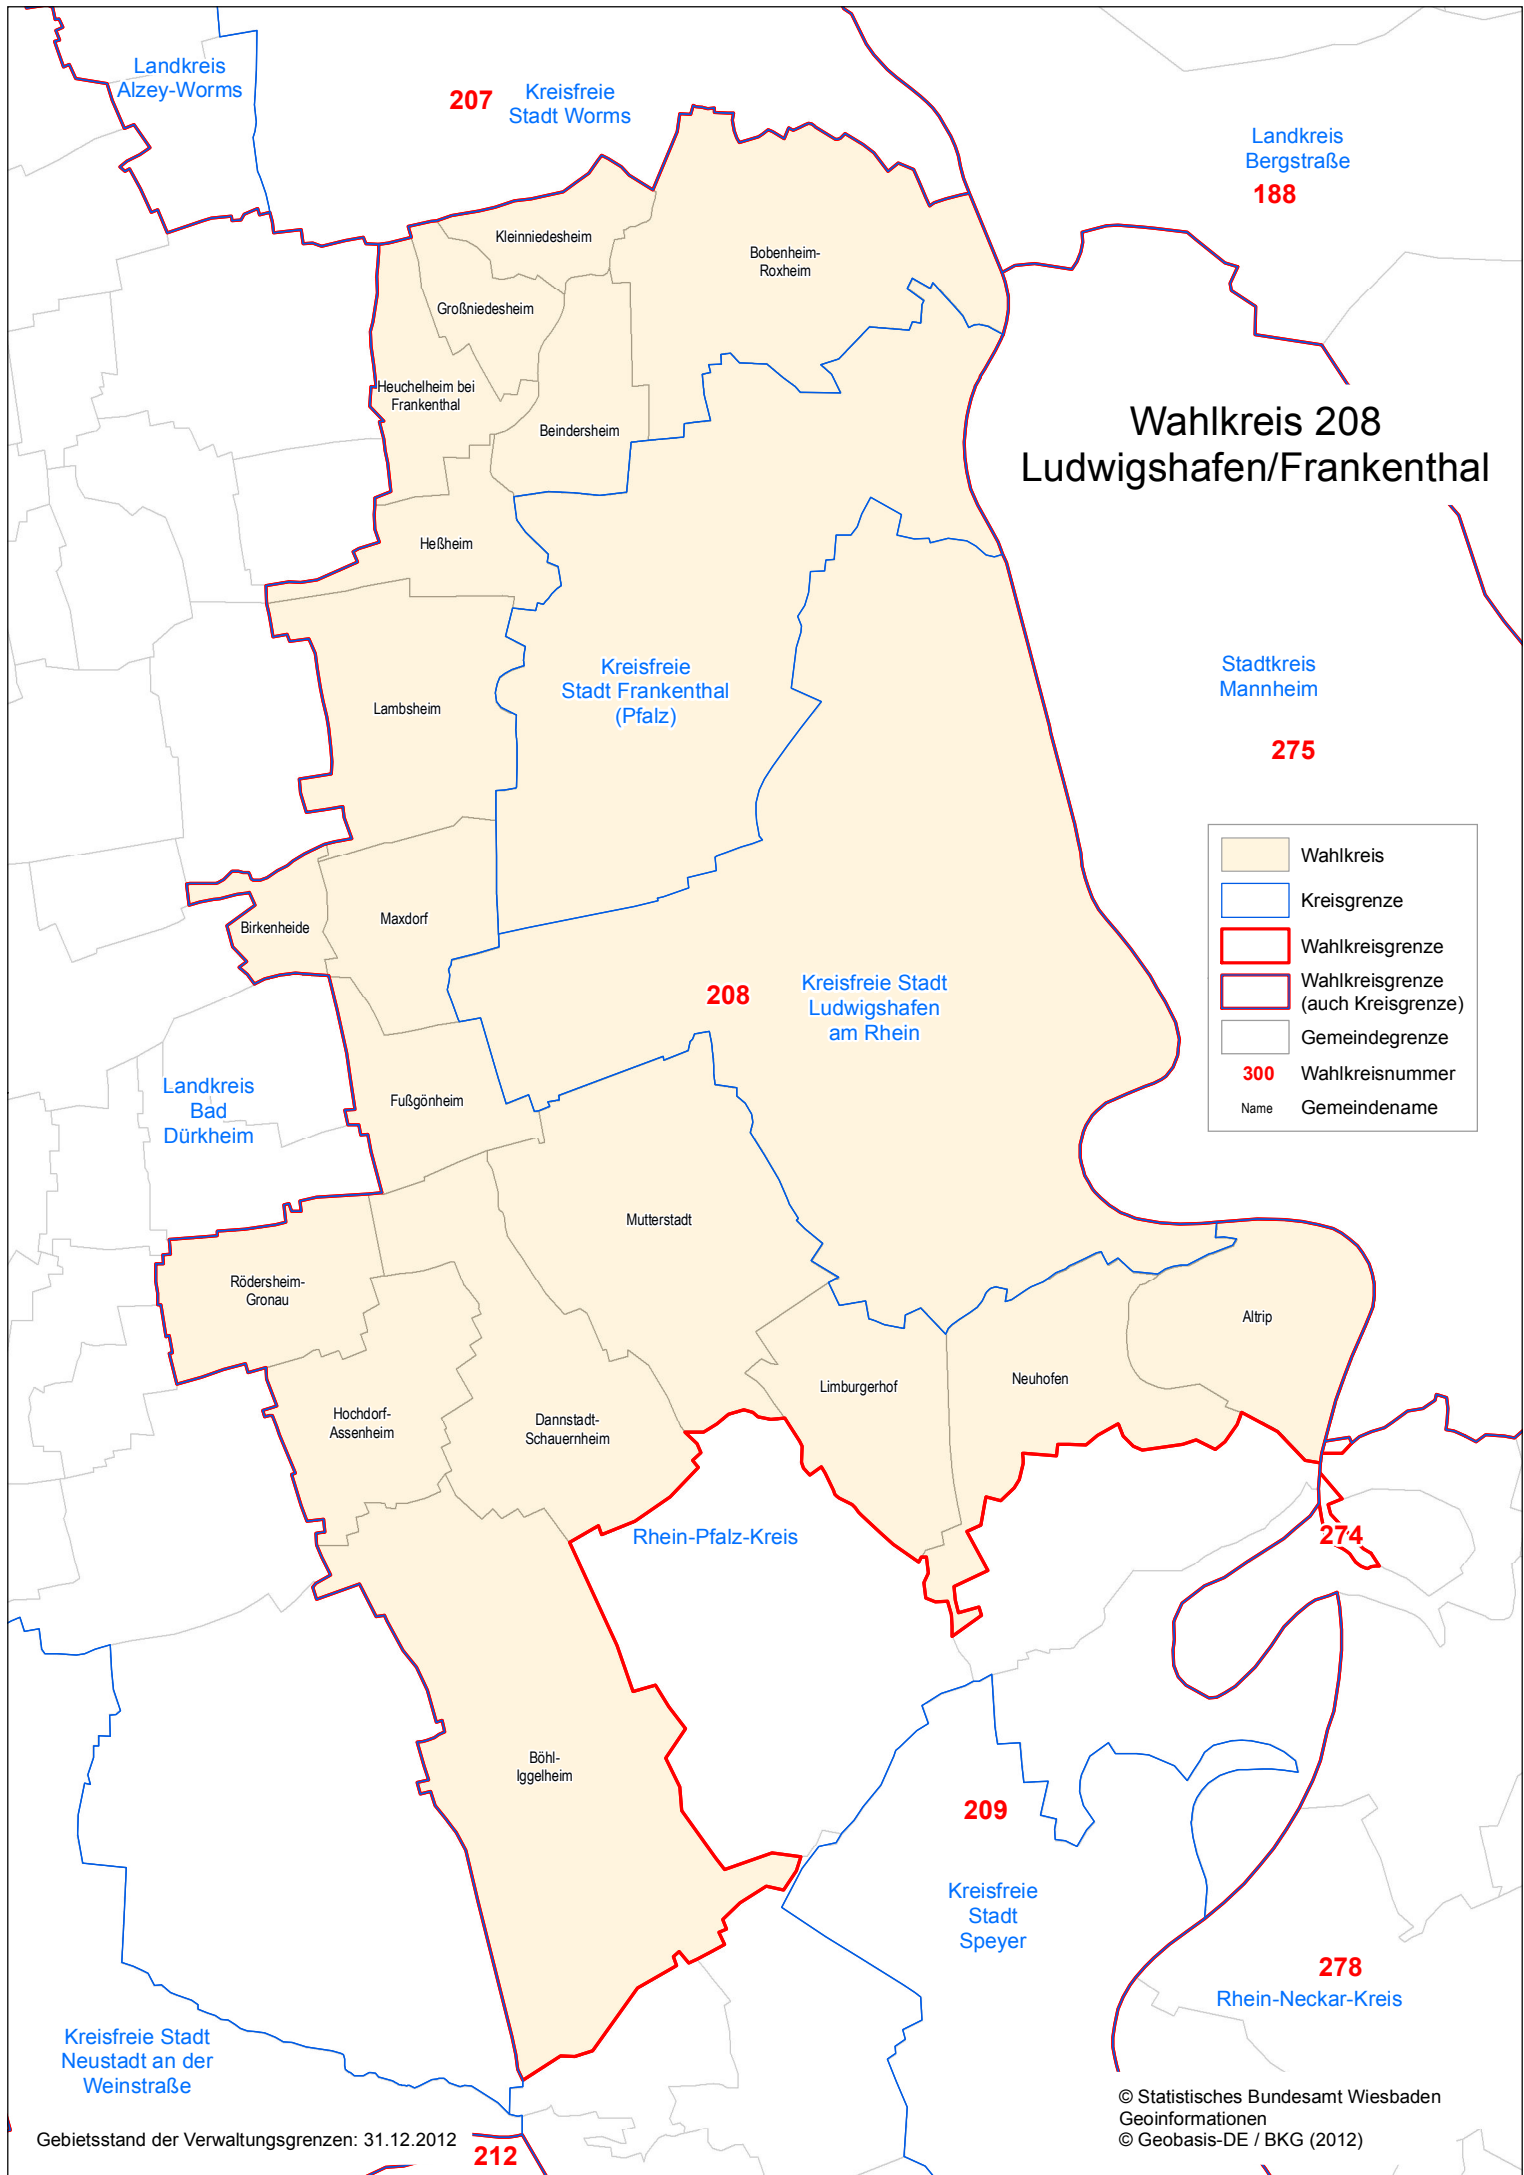 Landkreis
Alzey-Worms
207
Kreisfreie
Stadt Worms
Landkreis
Bergstraße
188
Kleinniedesheim
Bobenheim-
Roxheim
Großniedesheim
Heuchelheim bei
Frankenthal
Beindersheim
Wahlkreis 208
Ludwigshafen/Frankenthal
Heßheim
Kreisfreie
Stadt Frankenthal
(Pfalz)
Stadtkreis
Mannheim
Lambsheim
275
Wahlkreis
Kreisgrenze
Wahlkreisgrenze
Wahlkreisgrenze
(auch Kreisgrenze)
Gemeindegrenze
300 Wahlkreisnummer
Name Gemeindename
Birkenheide
Maxdorf
208
Kreisfreie Stadt
Ludwigshafen
am Rhein
Landkreis
Bad
Dürkheim
Fußgönheim
Mutterstadt
Rödersheim-
Gronau
Altrip
Limburgerhof
Neuhofen
Hochdorf-
Assenheim
Dannstadt-
Schauernheim
Rhein-Pfalz-Kreis
274
Böhl-
Iggelheim
209
Kreisfreie
Stadt
Speyer
278
Rhein-Neckar-Kreis
Kreisfreie Stadt
Neustadt an der
Weinstraße
© Statistisches Bundesamt Wiesbaden
Geoinformationen
© Geobasis-DE / BKG (2012)
Gebietsstand der Verwaltungsgrenzen: 31.12.2012
212